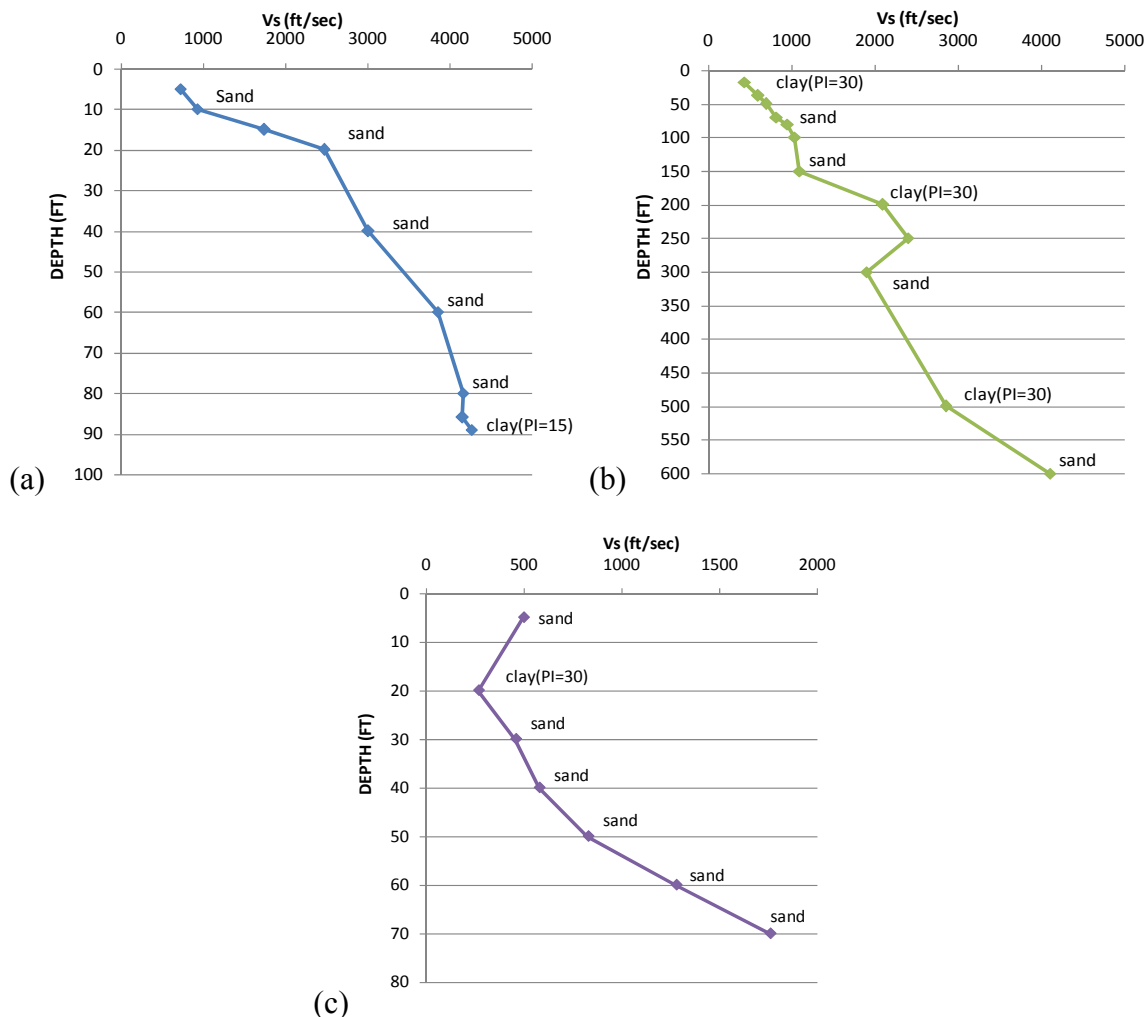 Vs (ft/sec)
0 1000 2000 3000 4000 5000
DEPTH (FT)
0
10
20
30
40
50
60
70
80
90
100
Sand
sand
sand
sand
sand
clay(PI=15)
(a)
Vs (ft/sec)
0 1000 2000 3000 4000 5000
DEPTH (FT)
0
50
100
150
200
250
300
350
400
450
500
550
600
clay(PI=30)
sand
sand
clay(PI=30)
sand
clay(PI=30)
sand
(b)
Vs (ft/sec)
0 500 1000 1500 2000
DEPTH (FT)
0
10
20
30
40
50
60
70
80
sand
clay(PI=30)
sand
sand
sand
sand
sand
(c)